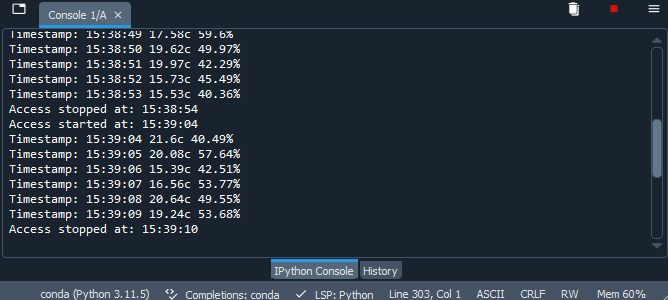 Console 1/A
Timestamp: 15:38:49 17.58c 59.6%
Timestamp: 15:38:50 19.62c 49.97%
Timestamp: 15:38:51 19.97c 42.29%
Timestamp: 15:38:52 15.73c 45.49%
Timestamp: 15:38:53 15.53c 40.36%
Access stopped at: 15:38:54
Access started at: 15:39:04
Timestamp: 15:39:04 21.6c 40.49%
Timestamp: 15:39:05 20.08c 57.64%
Timestamp: 15:39:06 15.39c 42.51%
Timestamp: 15:39:07 16.56c 53.77%
Timestamp: 15:39:08 20.64c 49.55%
Timestamp: 15:39:09 19.24c 53.68%
Access stopped at: 15:39:10
IPython Console History
conda (Python 3.11.5) Completions: conda LSP: Python Line 303, Col 1 ASCII CRLF RW Mem 60%